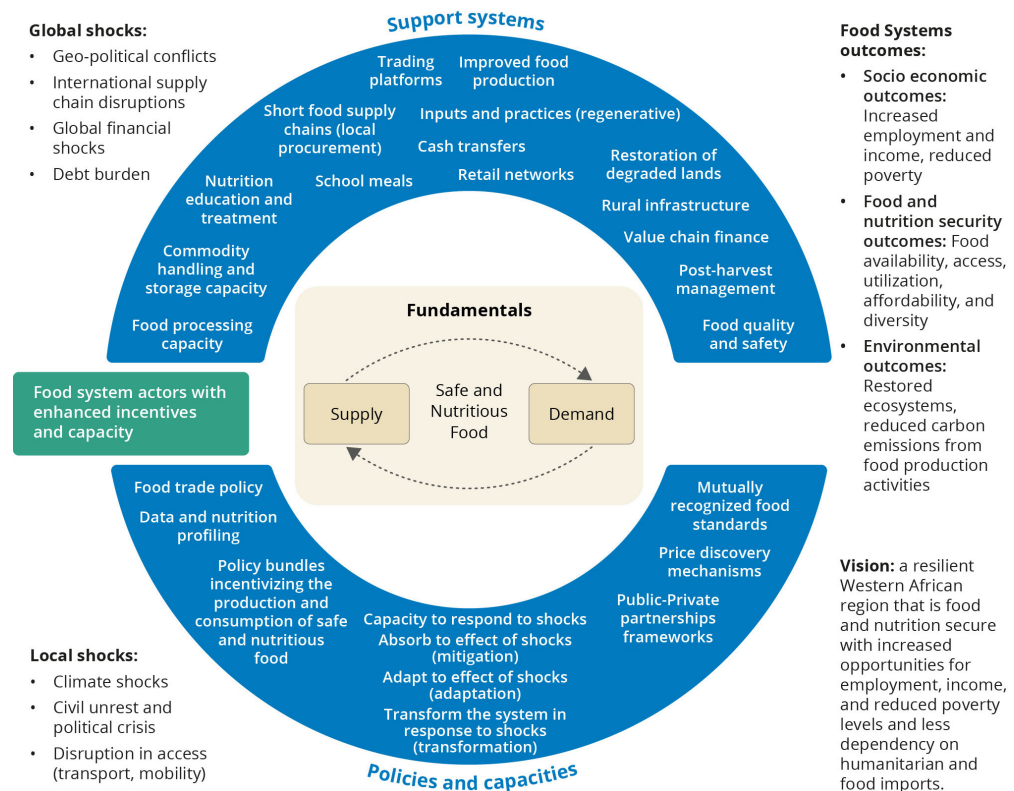 Global shocks:
• Geo-political conflicts
• International supply
chain disruptions
• Global financial
shocks
• Debt burden
Support systems
Trading
platforms
Improved food
production
Short food supply
chains (local
procurement)
Inputs and practices (regenerative)
Cash transfers
Nutrition
education and
treatment
School meals
Retail networks
Restoration of
degraded lands
Rural infrastructure
Commodity
handling and
storage capacity
Value chain finance
Post-harvest
management
Food processing
capacity
Food quality
and safety
Food system actors with
enhanced incentives
and capacity
Fundamentals
Supply
Safe and
Nutritious
Food
Demand
Food trade policy
Data and nutrition
profiling
Policy bundles
incentivizing the
production and
consumption of safe
and nutritious
food
Capacity to respond to shocks
Absorb to effect of shocks
(mitigation)
Adapt to effect of shocks
(adaptation)
Transform the system in
response to shocks
(transformation)
Mutually
recognized food
standards
Price discovery
mechanisms
Public-Private
partnerships
frameworks
Policies and capacities
Local shocks:
• Climate shocks
• Civil unrest and
political crisis
• Disruption in access
(transport, mobility)
Food Systems
outcomes:
• Socio economic
outcomes:
Increased
employment and
income, reduced
poverty
• Food and
nutrition security
outcomes: Food
availability, access,
utilization,
affordability, and
diversity
• Environmental
outcomes:
Restored
ecosystems,
reduced carbon
emissions from
food production
activities
Vision: a resilient
Western African
region that is food
and nutrition secure
with increased
opportunities for
employment, income,
and reduced poverty
levels and less
dependency on
humanitarian and
food imports.